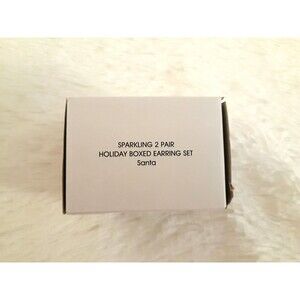 SPARKLING 2 PAIR
HOLIDAY BOXED EARRING SET
Santa